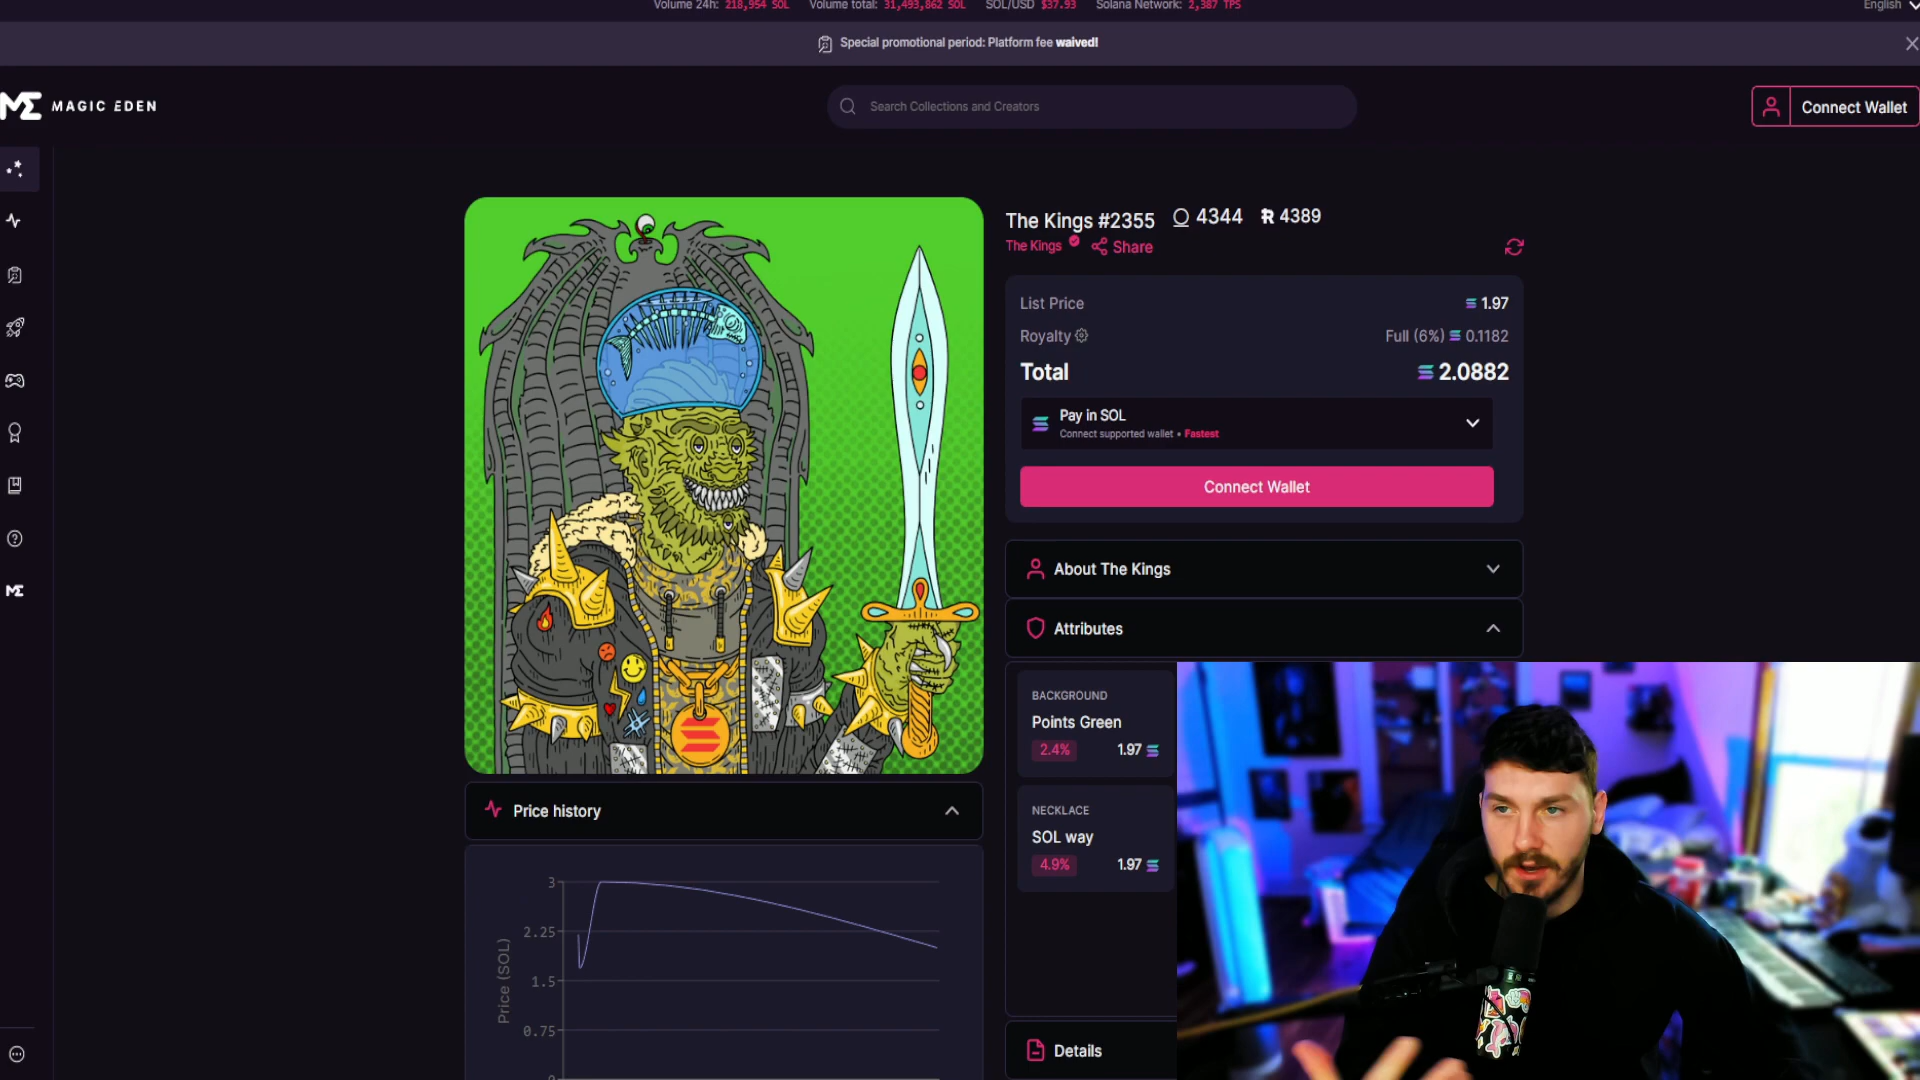 Volume 24h: 218,954 SOL Volume total: 31,493,862 SOL SOL/USD $37.93 Solana Network: 2,387 TPS English
Special promotional period: Platform fee waived!
ME MAGIC EDEN
Search Collections and Creators
Connect Wallet
The Kings #2355 4344 4389
The Kings Share
List Price 1.97
Royalty Full (6%) 0.1182
Total 2.0882
Pay in SOL
Connect supported wallet • Fastest
Connect Wallet
About The Kings
Attributes
BACKGROUND
Points Green
2.4% 1.97
NECKLACE
SOL way
4.9% 1.97
Details
Price history
Price (SOL)
3
2.25
1.5
0.75
ME